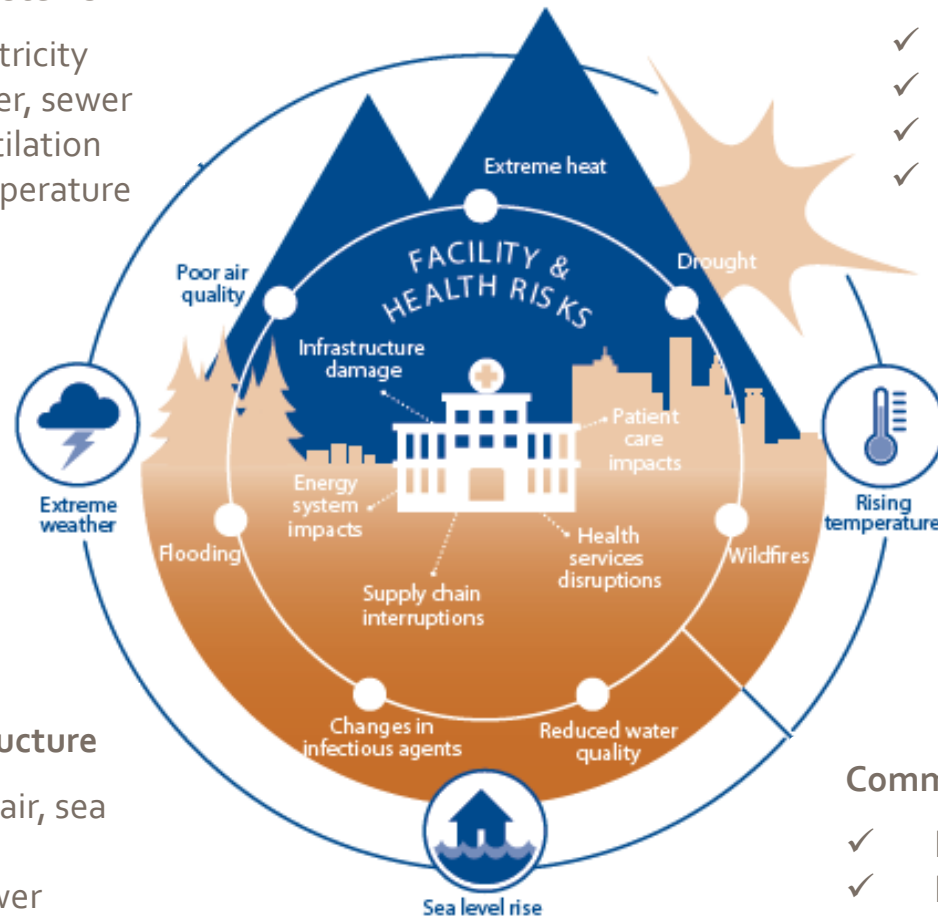 tricity
er, sewer
tilation
perature
✓
✓
✓
✓
Extreme heat
Drought
Poor air
quality
FACILITY &
HEALTH RISKS
Infrastructure
damage
Patient
care
impacts
Energy
system
impacts
Health
services
disruptions
Supply chain
interruptions
Extreme
weather
Rising
temperature
Flooding
Wildfires
Changes in
infectious agents
Reduced water
quality
Sea level rise
ucture
air, sea
wer
Comm
✓
✓